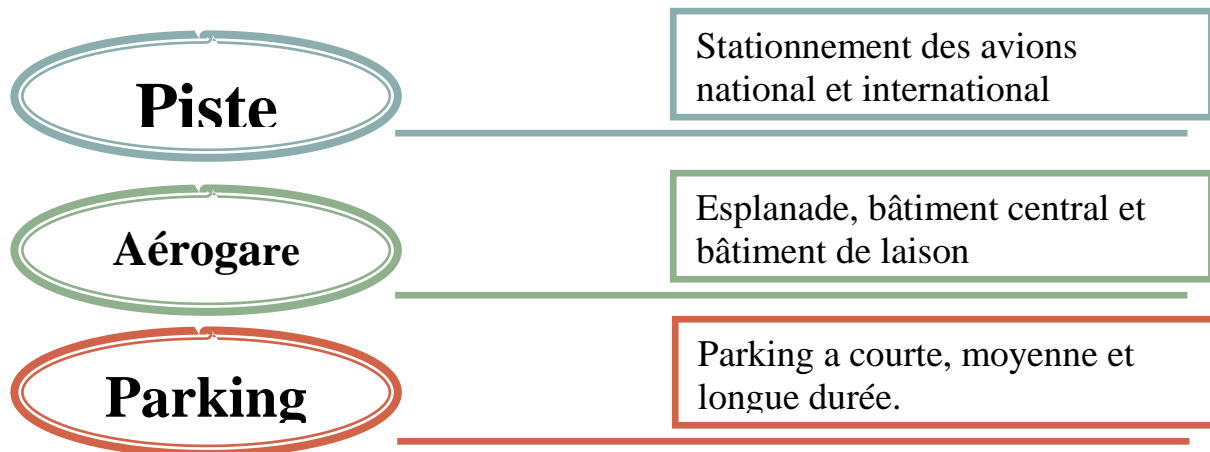 Piste
Stationnement des avions
national et international
Aérogare
Esplanade, bâtiment central et
bâtiment de laison
Parking
Parking a courte, moyenne et
longue durée.